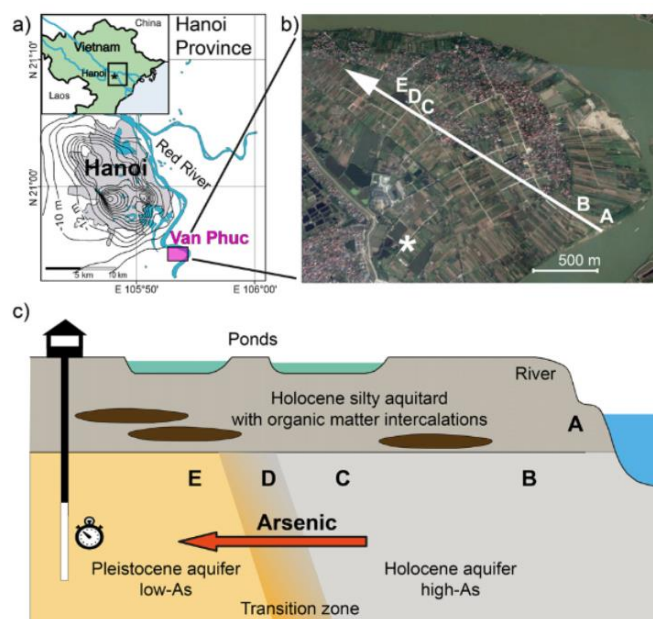 a)
China
Vietnam
Hanoi
Laos
Hanoi
Province
N 21°10'
N 21°00'
Hanoi
Red River
-10 m
-12 m
Van Phuc
5 km
10 km
E 105°50'
E 106°00'
b)
E
D
C
B
A
*
500 m
c)
Ponds
River
Holocene silty aquitard
with organic matter intercalations
A
E
D
C
B
Arsenic
Pleistocene aquifer
low-As
Holocene aquifer
high-As
Transition zone